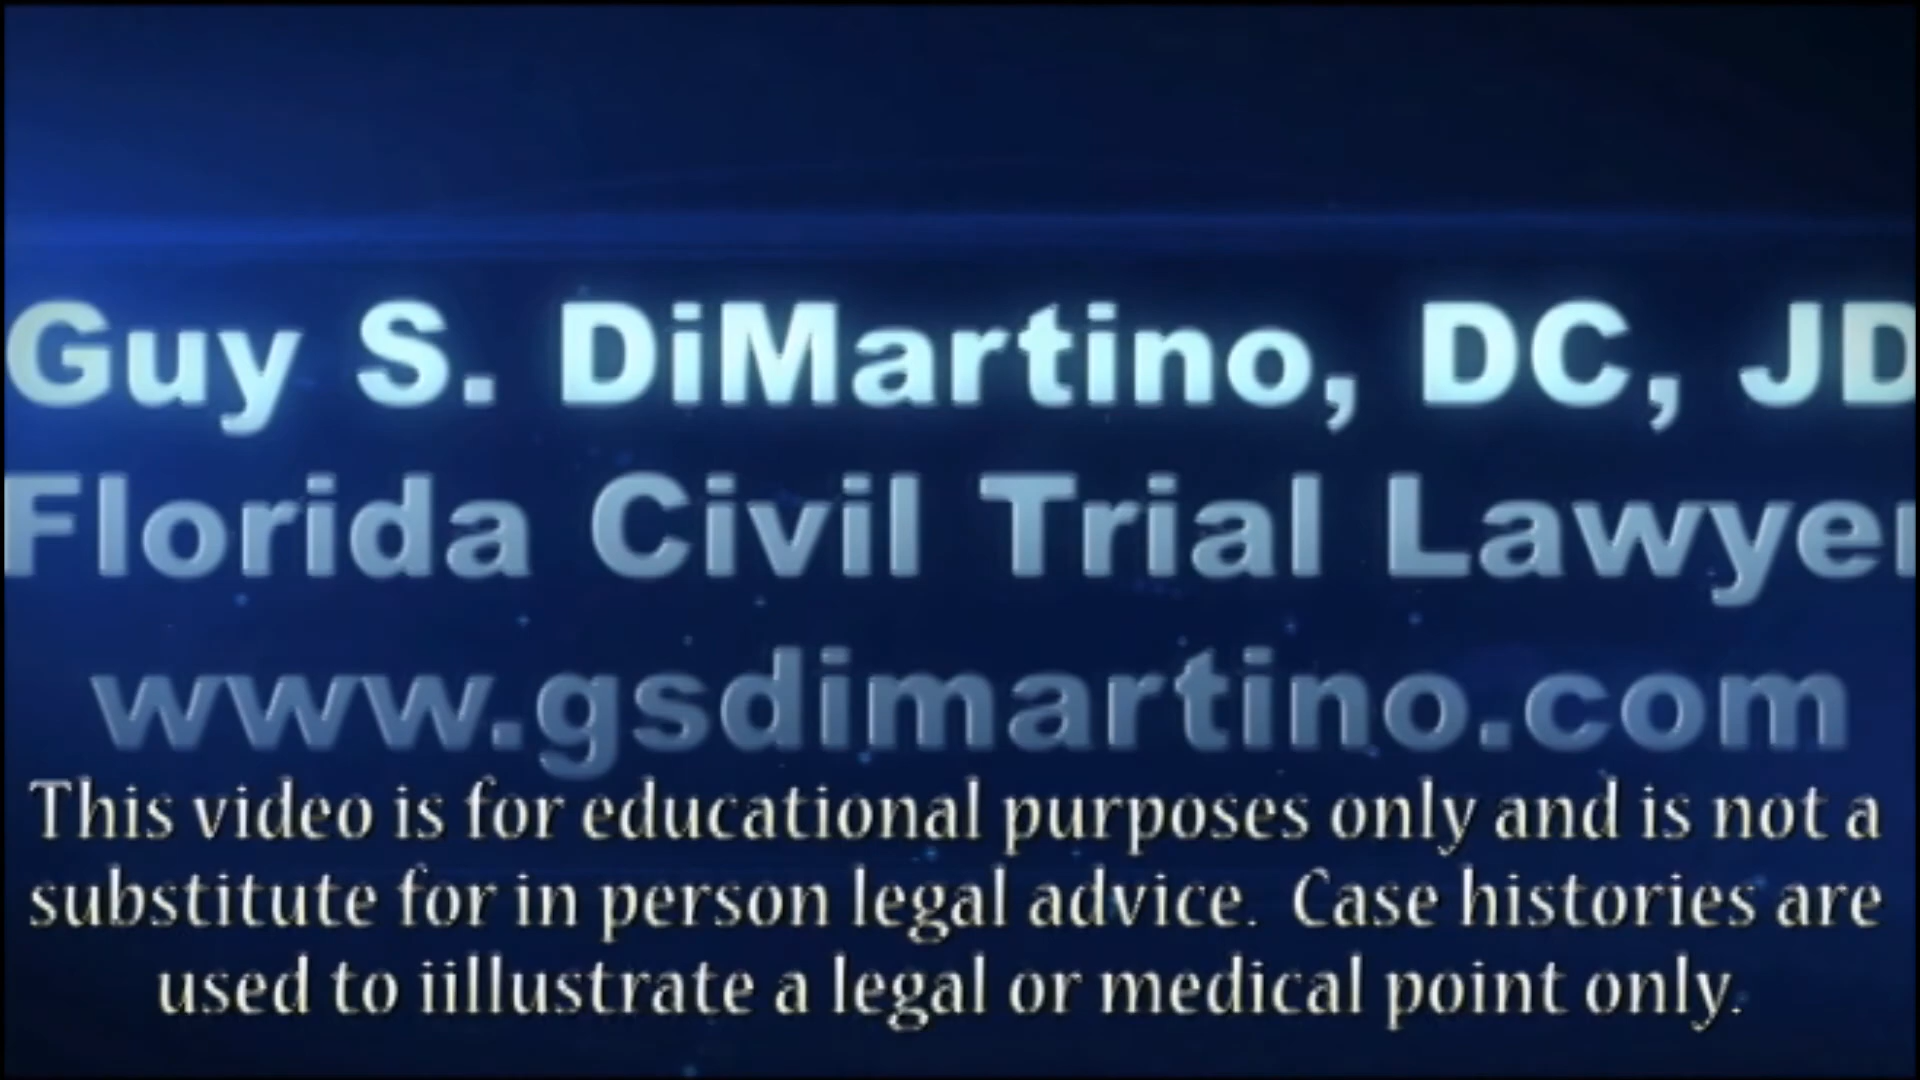 Guy S. DiMartino, DC, JD
Florida Civil Trial Lawyer
www.gsdimartino.com
This video is for educational purposes only and is not a
substitute for in person legal advice. Case histories are
used to iillustrate a legal or medical point only.